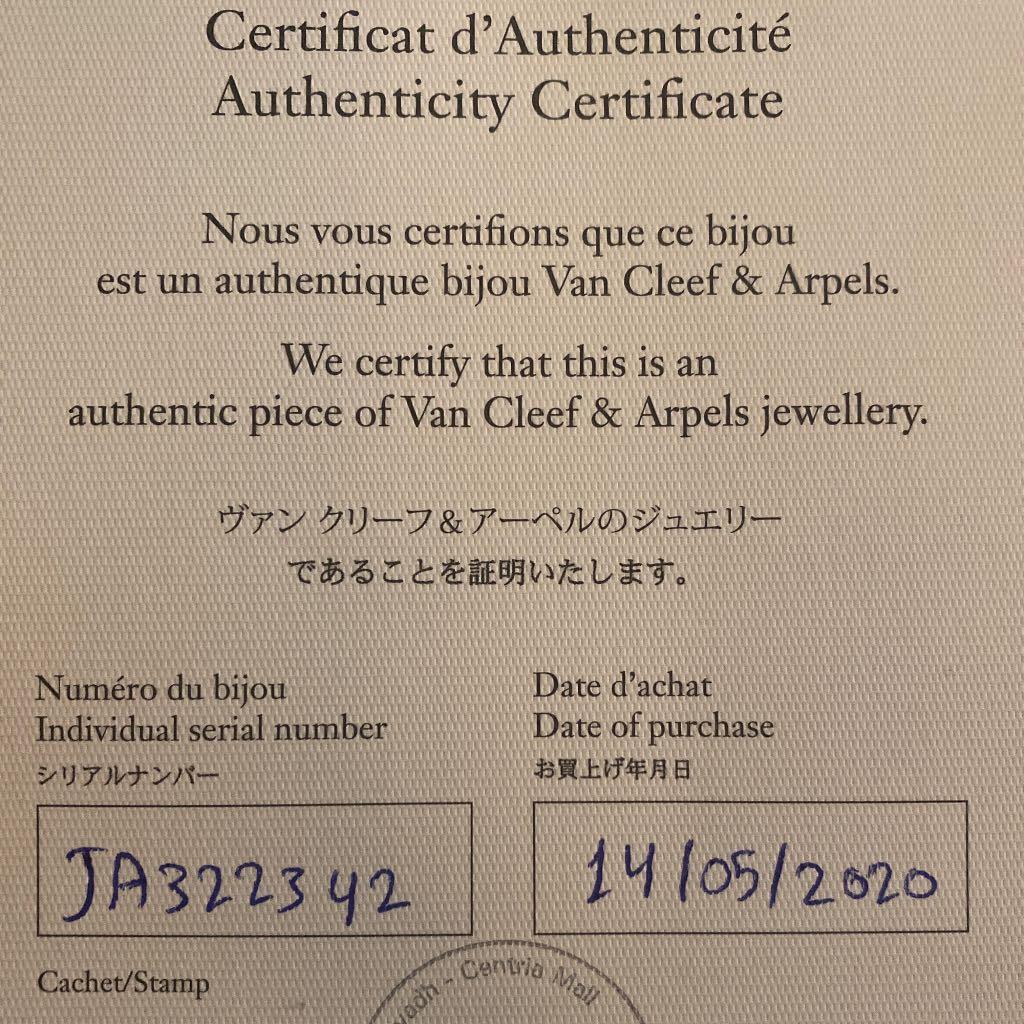 Certificat d'Authenticité
Authenticity Certificate
Nous vous certifions que ce bijou
est un authentique bijou Van Cleef & Arpels.
We certify that this is an
authentic piece of Van Cleef & Arpels jewellery.
ヴァン クリーフ&アーペルのジュエリー
であることを証明いたします。
Numéro du bijou
Individual serial number
シリアルナンバー
JA322342
Date d'achat
Date of purchase
お買上げ年月日
14/05/2020
Cachet/Stamp
- Centria Mall